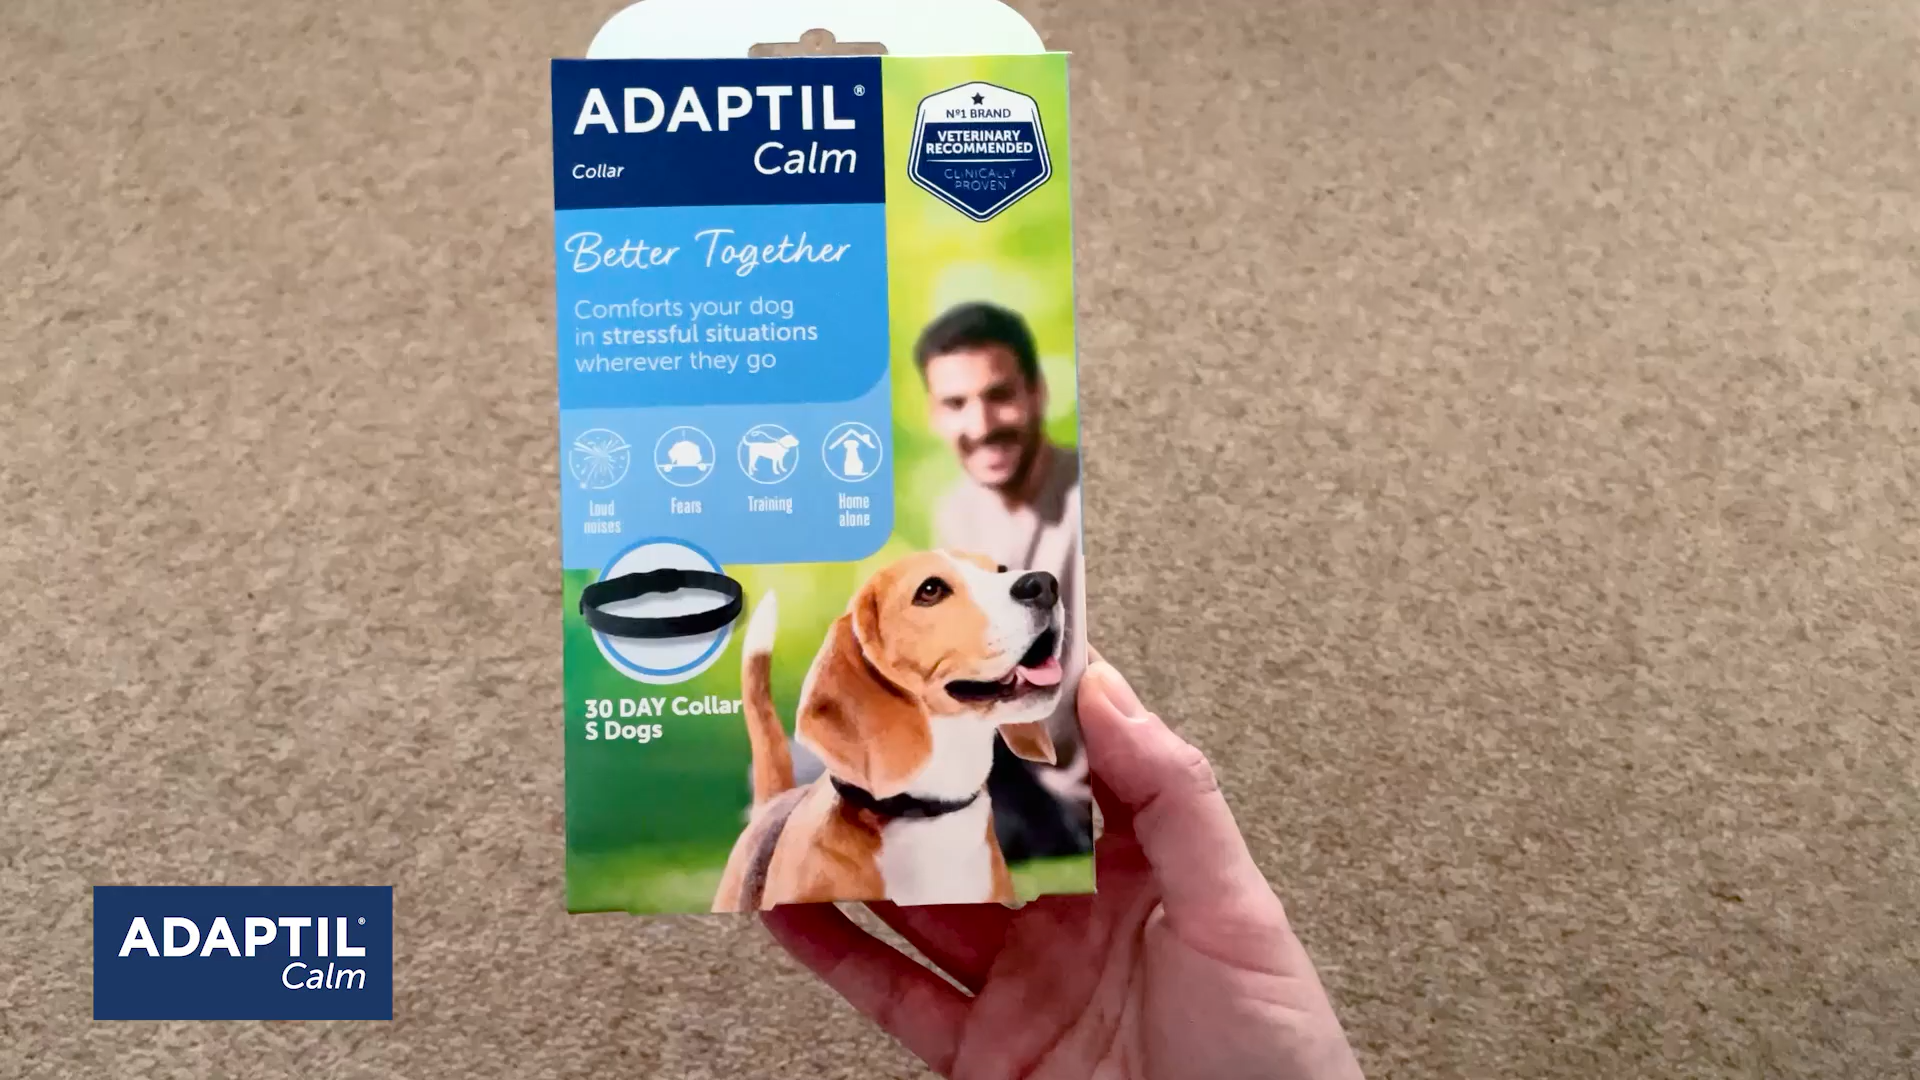 ADAPTIL®
Calm
Collar
Nº1 BRAND
VETERINARY
RECOMMENDED
CLINICALLY
PROVEN
Better Together
Comforts your dog
in stressful situations
wherever they go
Loud
noises
Fears
Training
Home
alone
30 DAY Collar
S Dogs
ADAPTIL®
Calm